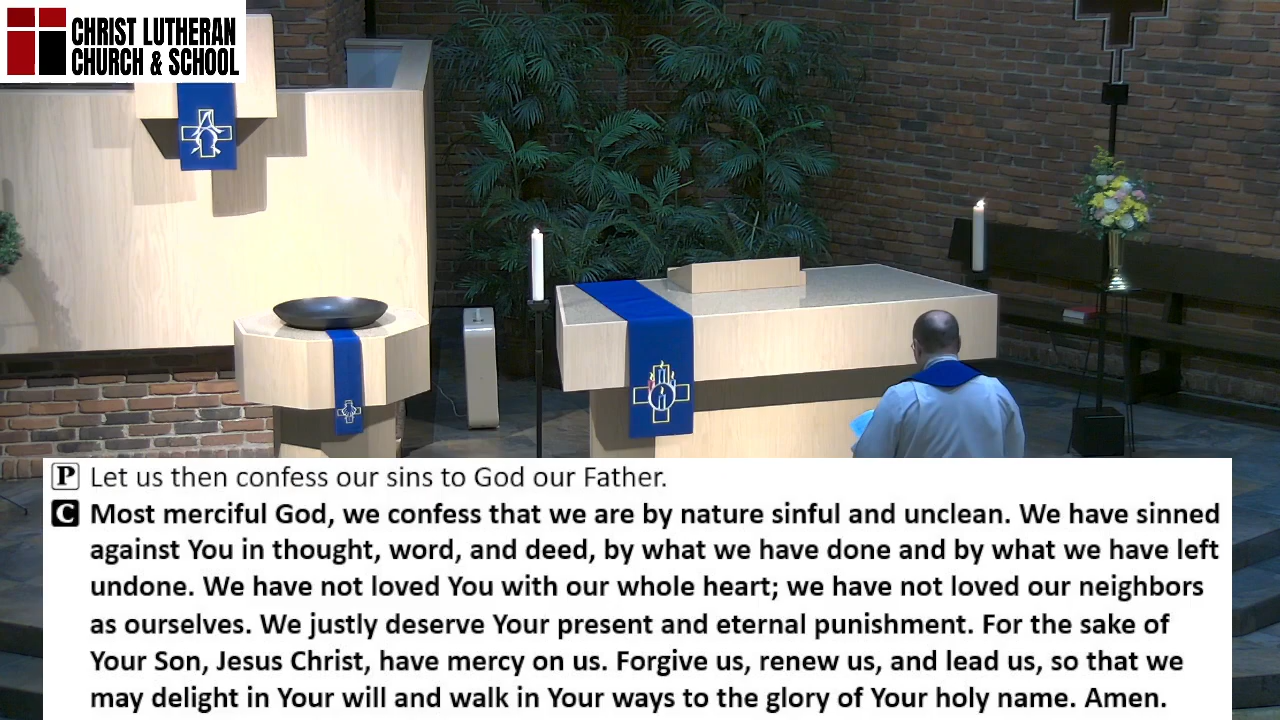 CHRIST LUTHERAN
CHURCH & SCHOOL
P Let us then confess our sins to God our Father.
C Most merciful God, we confess that we are by nature sinful and unclean. We have sinned
against You in thought, word, and deed, by what we have done and by what we have left
undone. We have not loved You with our whole heart; we have not loved our neighbors
as ourselves. We justly deserve Your present and eternal punishment. For the sake of
Your Son, Jesus Christ, have mercy on us. Forgive us, renew us, and lead us, so that we
may delight in Your will and walk in Your ways to the glory of Your holy name. Amen.